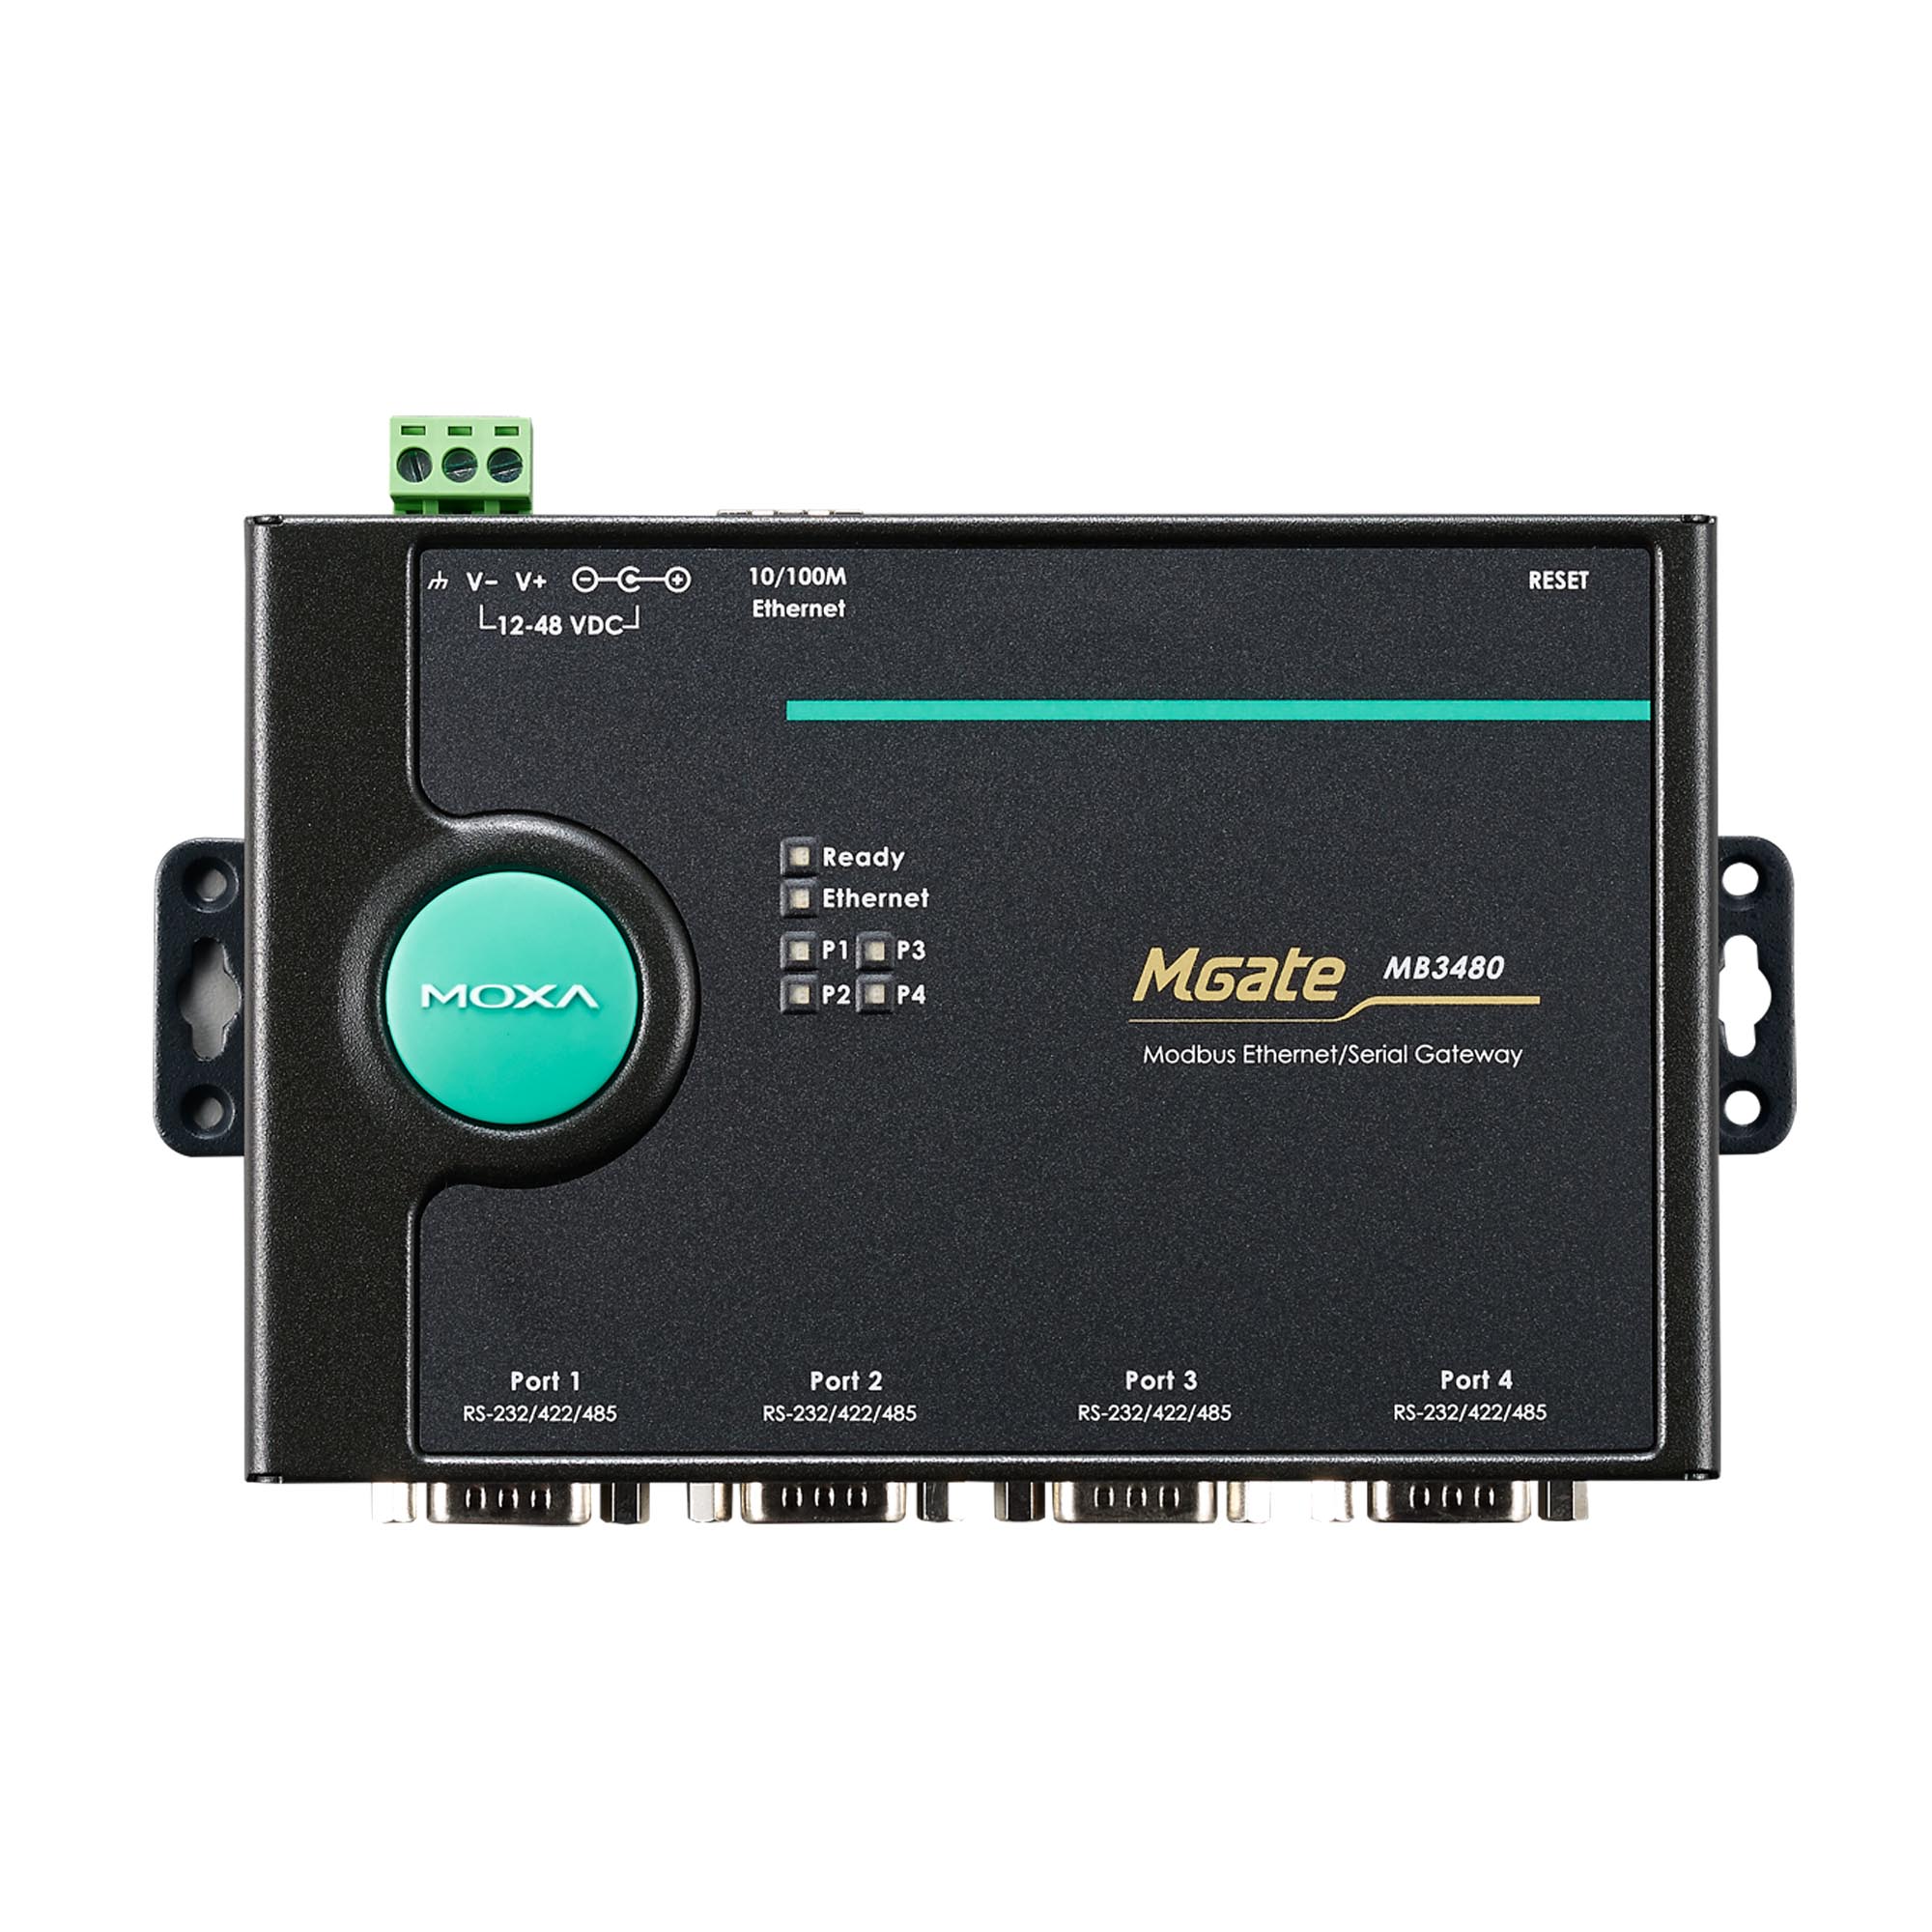 V- V+
12-48 VDC
10/100M
Ethernet
RESET
Ready
Ethernet
P1 P3
P2 P4
MOXA
MGate MB3480
Modbus Ethernet/Serial Gateway
Port 1
RS-232/422/485
Port 2
RS-232/422/485
Port 3
RS-232/422/485
Port 4
RS-232/422/485